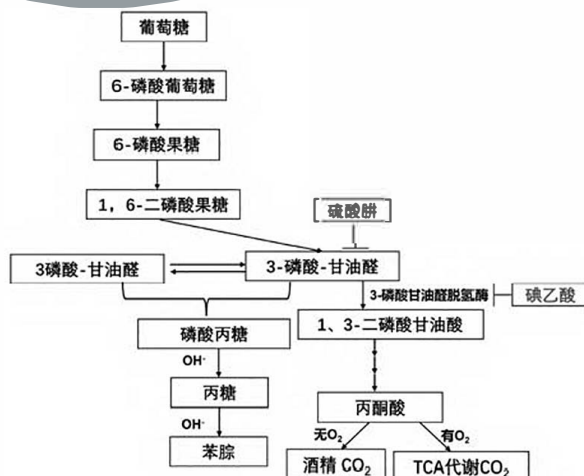 葡萄糖
6-磷酸葡萄糖
6-磷酸果糖
1，6-二磷酸果糖
硫酸肼
3磷酸-甘油醛
3-磷酸-甘油醛
3-磷酸甘油醛脱氢酶
碘乙酸
磷酸丙糖
1、3-二磷酸甘油酸
OH-
丙糖
丙酮酸
OH-
无O₂
有O₂
苯腙
酒精 CO₂
TCA代谢CO₂